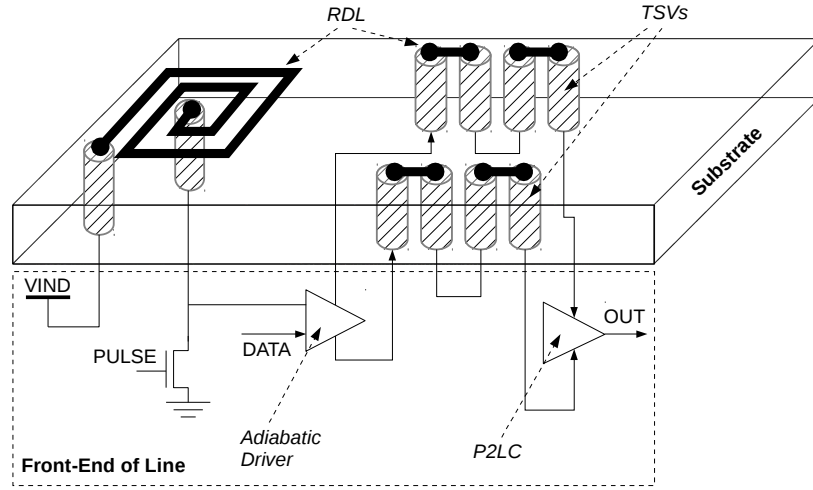 RDL
TSVs
Substrate
VIND
PULSE
DATA
OUT
Adiabatic
Driver
P2LC
Front-End of Line